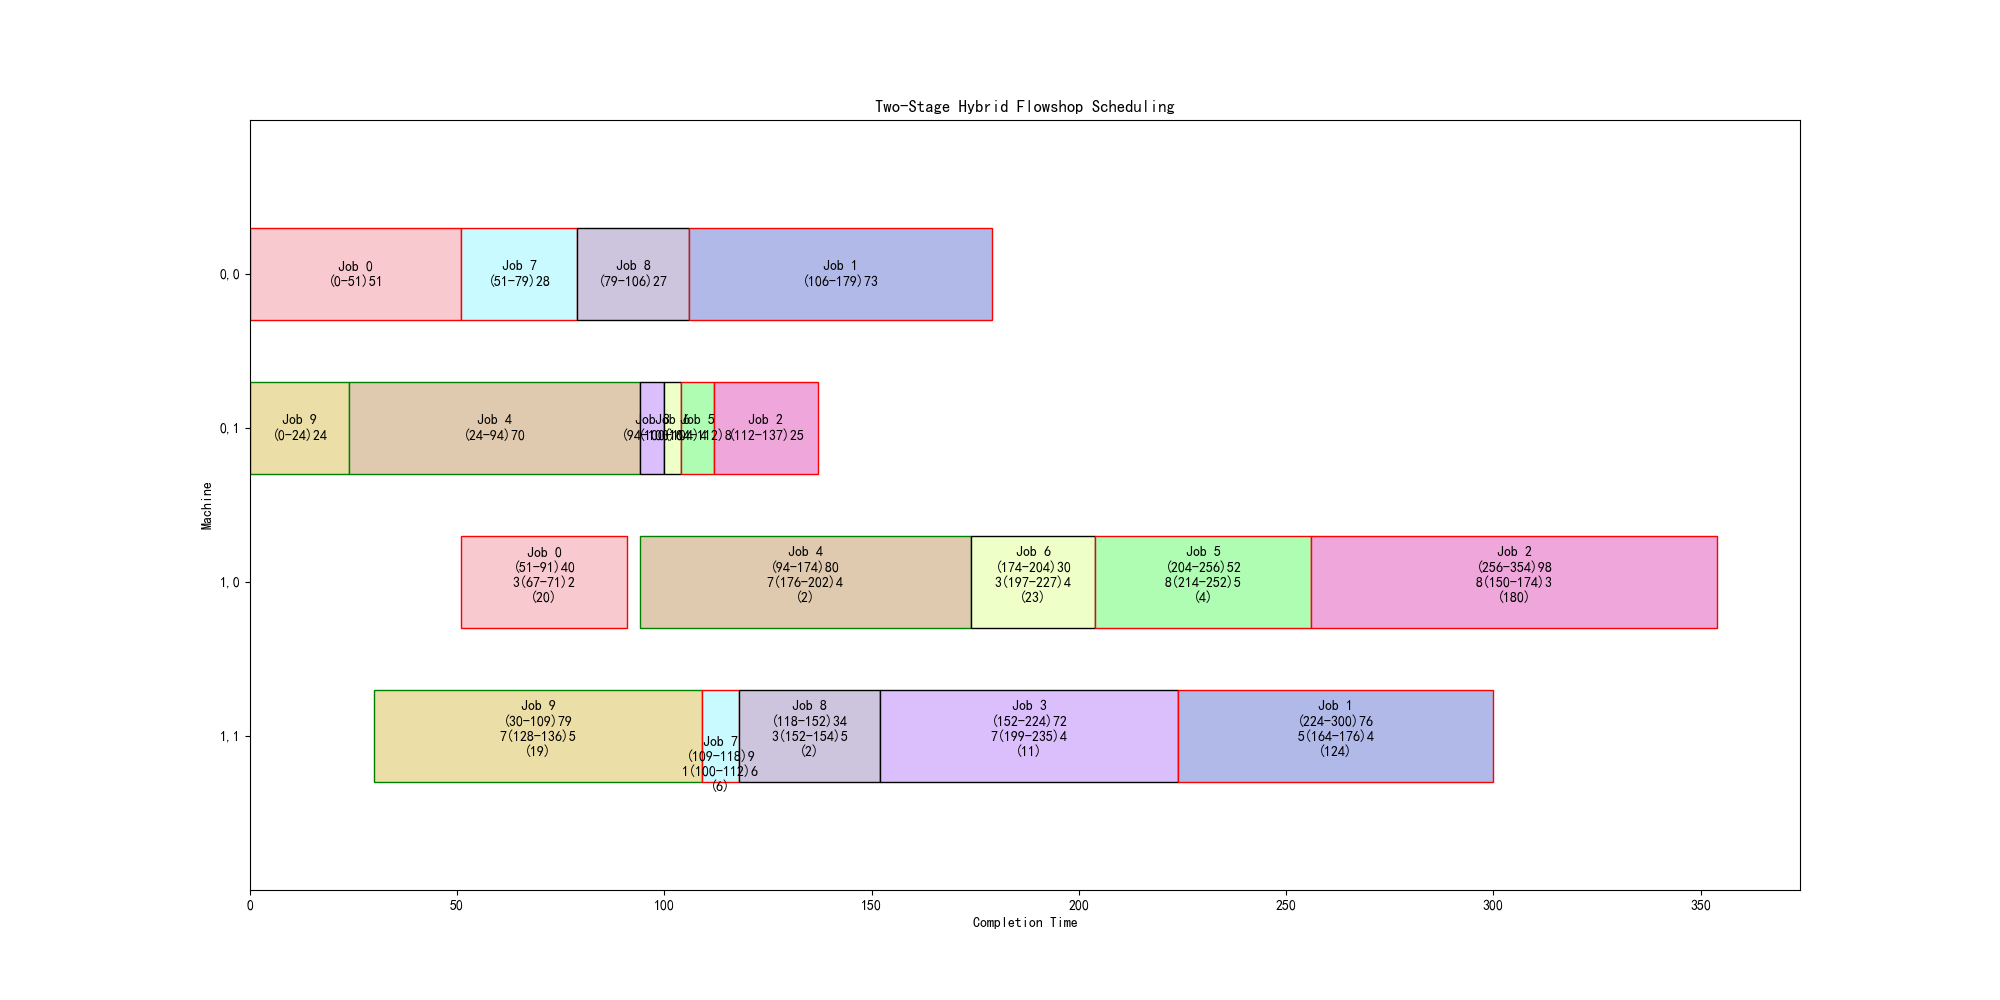 Two-Stage Hybrid Flowshop Scheduling
0,0
Job 0
(0-51)51
Job 7
(51-79)28
Job 8
(79-106)27
Job 1
(106-179)73
0,1
Job 9
(0-24)24
Job 4
(24-94)70
Job 5
Job 2
(112-137)25
Machine
1,0
Job 0
(51-91)40
3(67-71)2
(20)
Job 4
(94-174)80
7(176-202)4
(2)
Job 6
(174-204)30
3(197-227)4
(23)
Job 5
(204-256)52
8(214-252)5
(4)
Job 2
(256-354)98
8(150-174)3
(180)
1,1
Job 9
(30-109)79
7(128-136)5
(19)
Job 7
(109-118)9
1(100-112)6
(6)
Job 8
(118-152)34
3(152-154)5
(2)
Job 3
(152-224)72
7(199-235)4
(11)
Job 1
(224-300)76
5(164-176)4
(124)
0 50 100 150 200 250 300 350
Completion Time